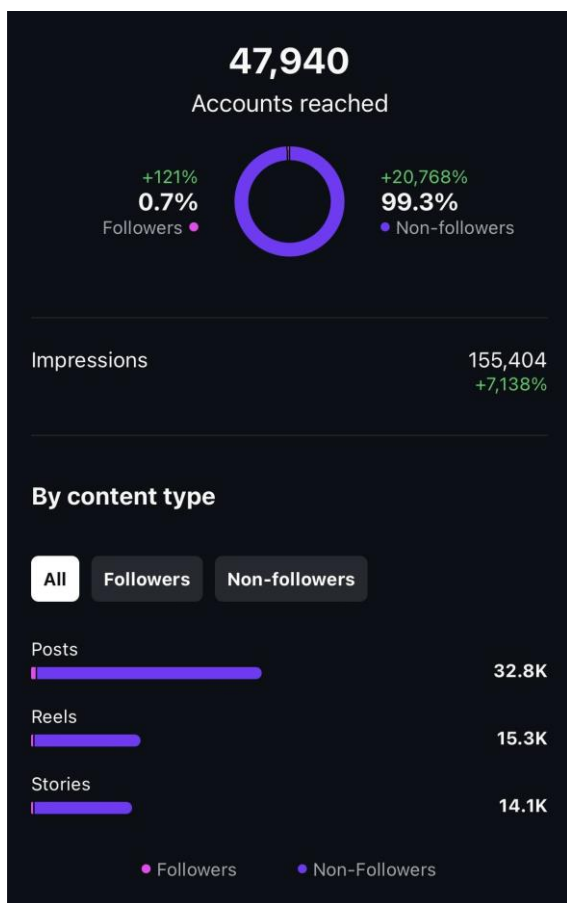 47,940
Accounts reached
+121%
0.7%
Followers
+20,768%
99.3%
Non-followers
Impressions
155,404
+7,138%
By content type
All
Followers
Non-followers
Posts
32.8K
Reels
15.3K
Stories
14.1K
Followers
Non-Followers